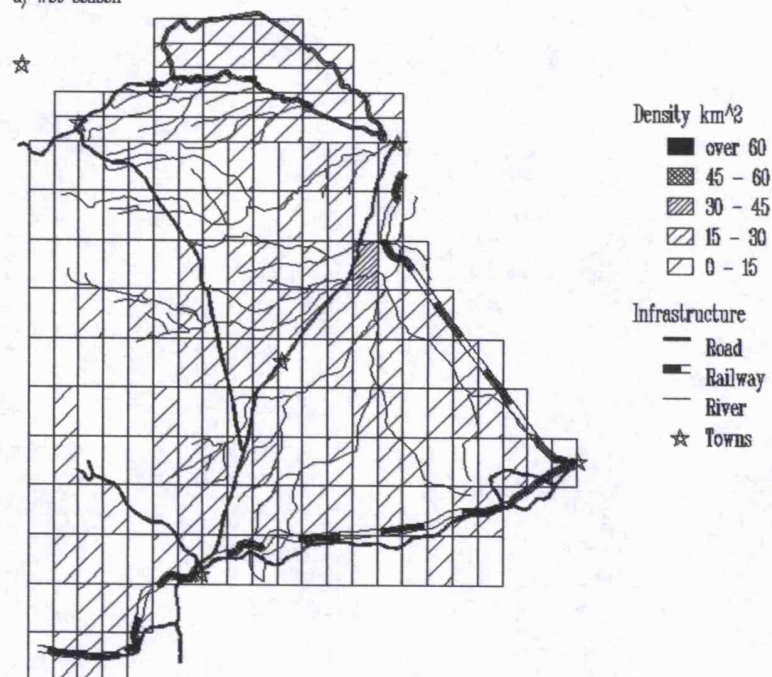 Density km^2
over 60
45 - 60
30 - 45
15 - 30
0 - 15
Infrastructure
Road
Railway
River
Towns